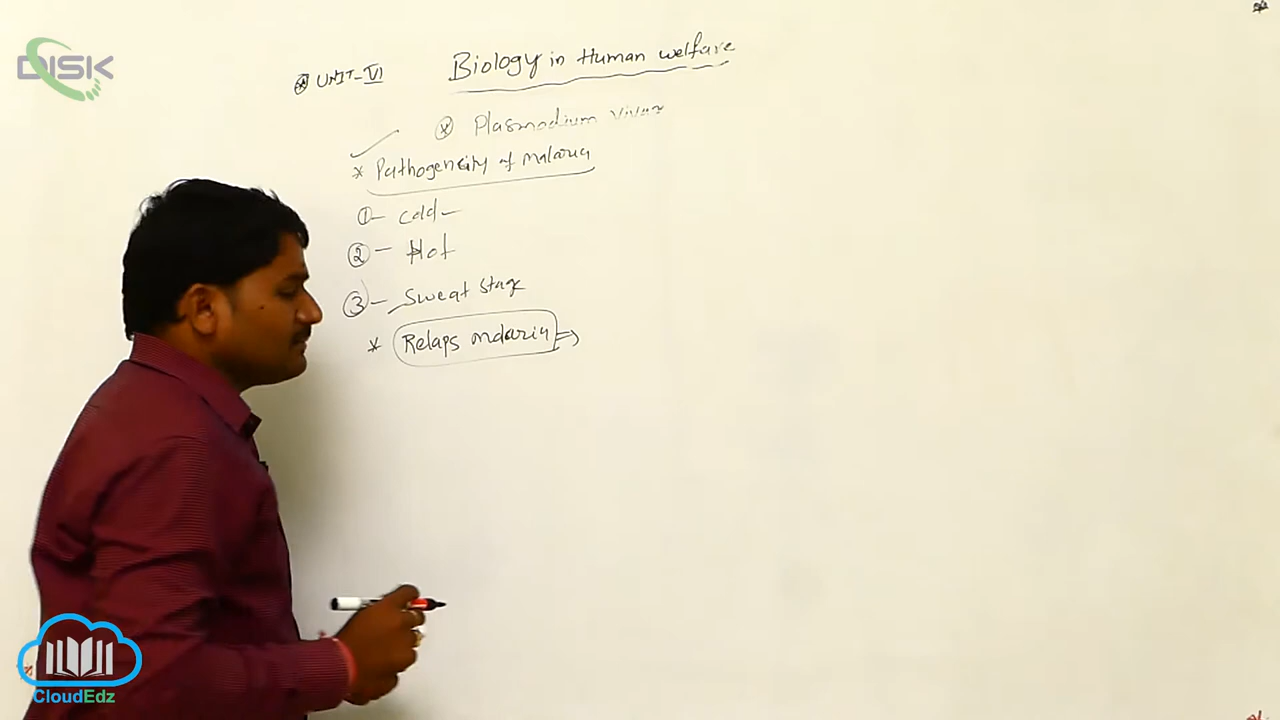 DISK
* UNIT-VI Biology in Human welfare
* Plasmodium vivax
* Pathogencity of malaria
① - cold -
② - Hot
③ - Sweat stage
* Relaps malaria ⇒
CloudEdz